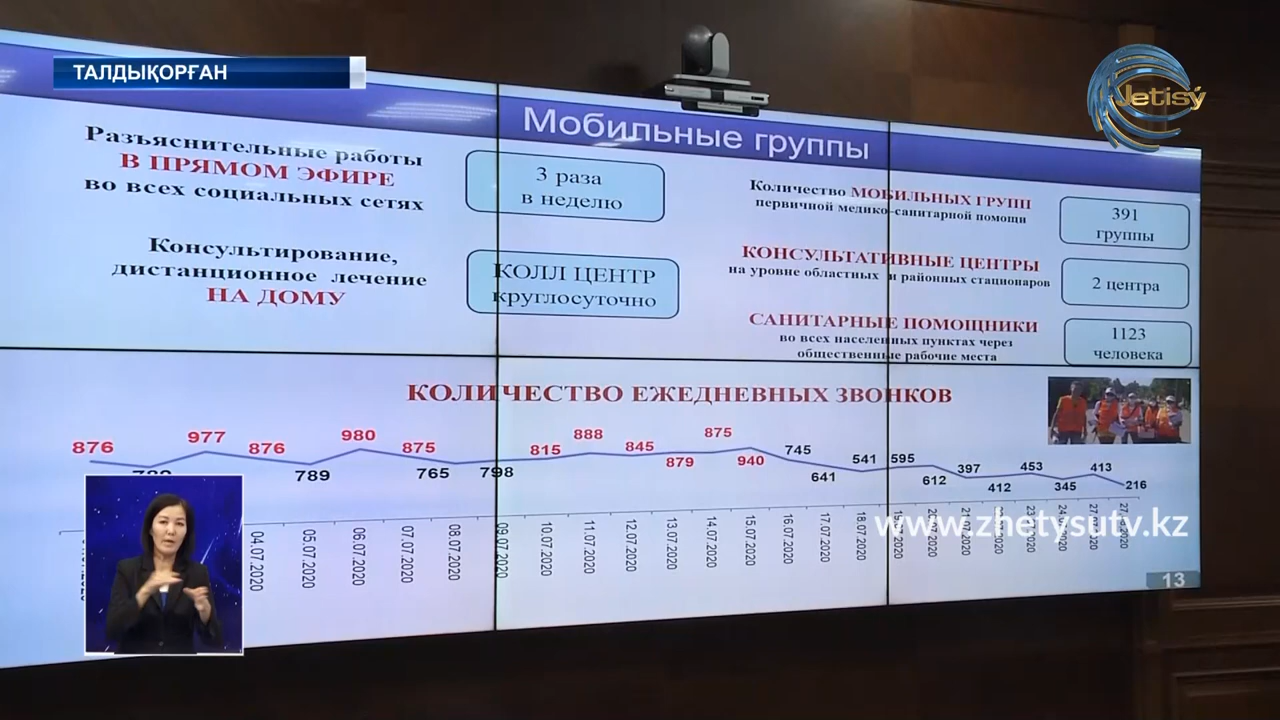 ТАЛДЫҚОРҒАН
Jetisý
Мобильные группы
Разъяснительные работы
В ПРЯМОМ ЭФИРЕ
во всех социальных сетях
3 раза
в неделю
Консультирование,
дистанционное лечение
НА ДОМУ
КОЛЛ ЦЕНТР
круглосуточно
Количество МОБИЛЬНЫХ ГРУПП
первичной медико-санитарной помощи
391
группы
КОНСУЛЬТАТИВНЫЕ ЦЕНТРЫ
на уровне областных и районных стационаров
2 центра
САНИТАРНЫЕ ПОМОЩНИКИ
во всех населенных пунктах через
общественные рабочие места
1123
человека
КОЛИЧЕСТВО ЕЖЕДНЕВНЫХ ЗВОНКОВ
876 977 876 789 980 875 765 798 815 888 845 879 875 940 745 641 541 595 612 397 412 453 345 413 216
04.07.2020 05.07.2020 06.07.2020 07.07.2020 08.07.2020 09.07.2020 10.07.2020 11.07.2020 12.07.2020 13.07.2020 14.07.2020 15.07.2020 16.07.2020 17.07.2020 18.07.2020
www.zhetysutv.kz
13